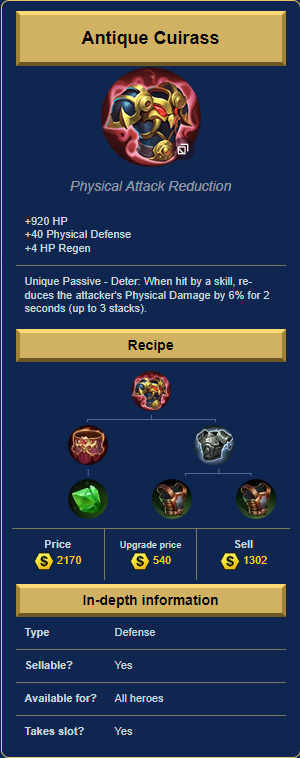 Antique Cuirass
Physical Attack Reduction
+920 HP
+40 Physical Defense
+4 HP Regen
Unique Passive - Deter: When hit by a skill, re-
duces the attacker's Physical Damage by 6% for 2
seconds (up to 3 stacks).
Recipe
Price Upgrade price Sell
S 2170 S 540 S 1302
In-depth information
Type Defense
Sellable? Yes
Available for? All heroes
Takes slot? Yes